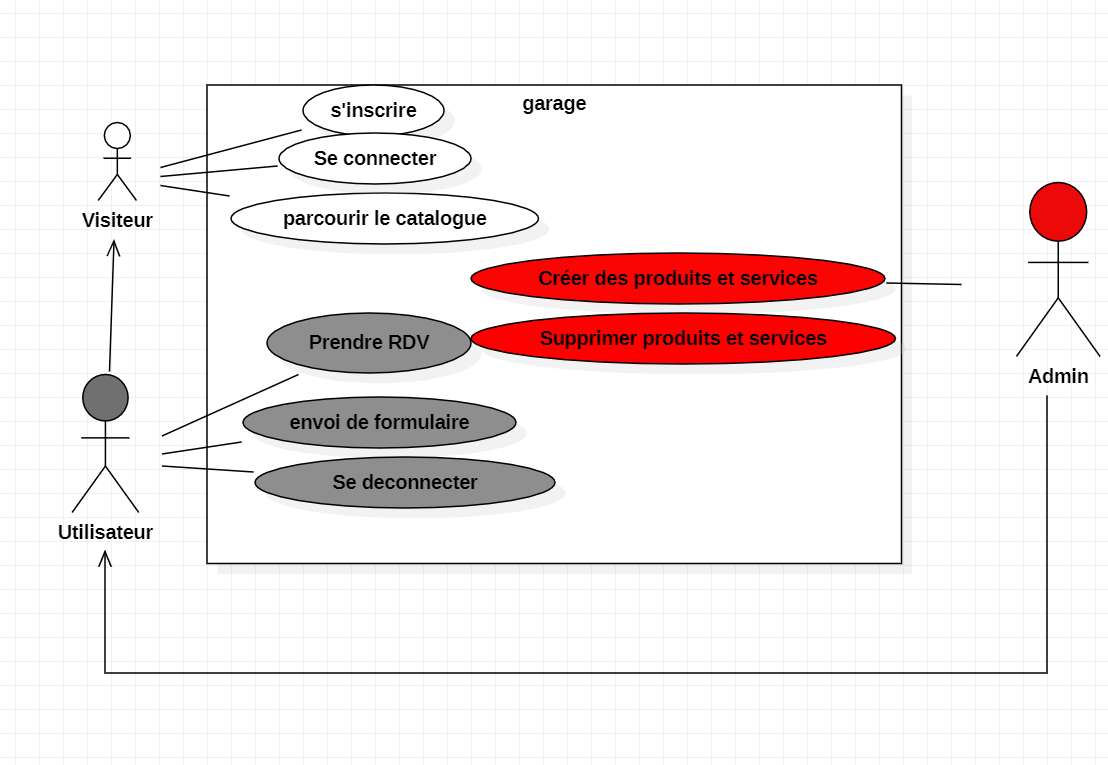 garage
s'inscrire
Se connecter
parcourir le catalogue
Visiteur
Créer des produits et services
Prendre RDV
Supprimer produits et services
Admin
envoi de formulaire
Se deconnecter
Utilisateur